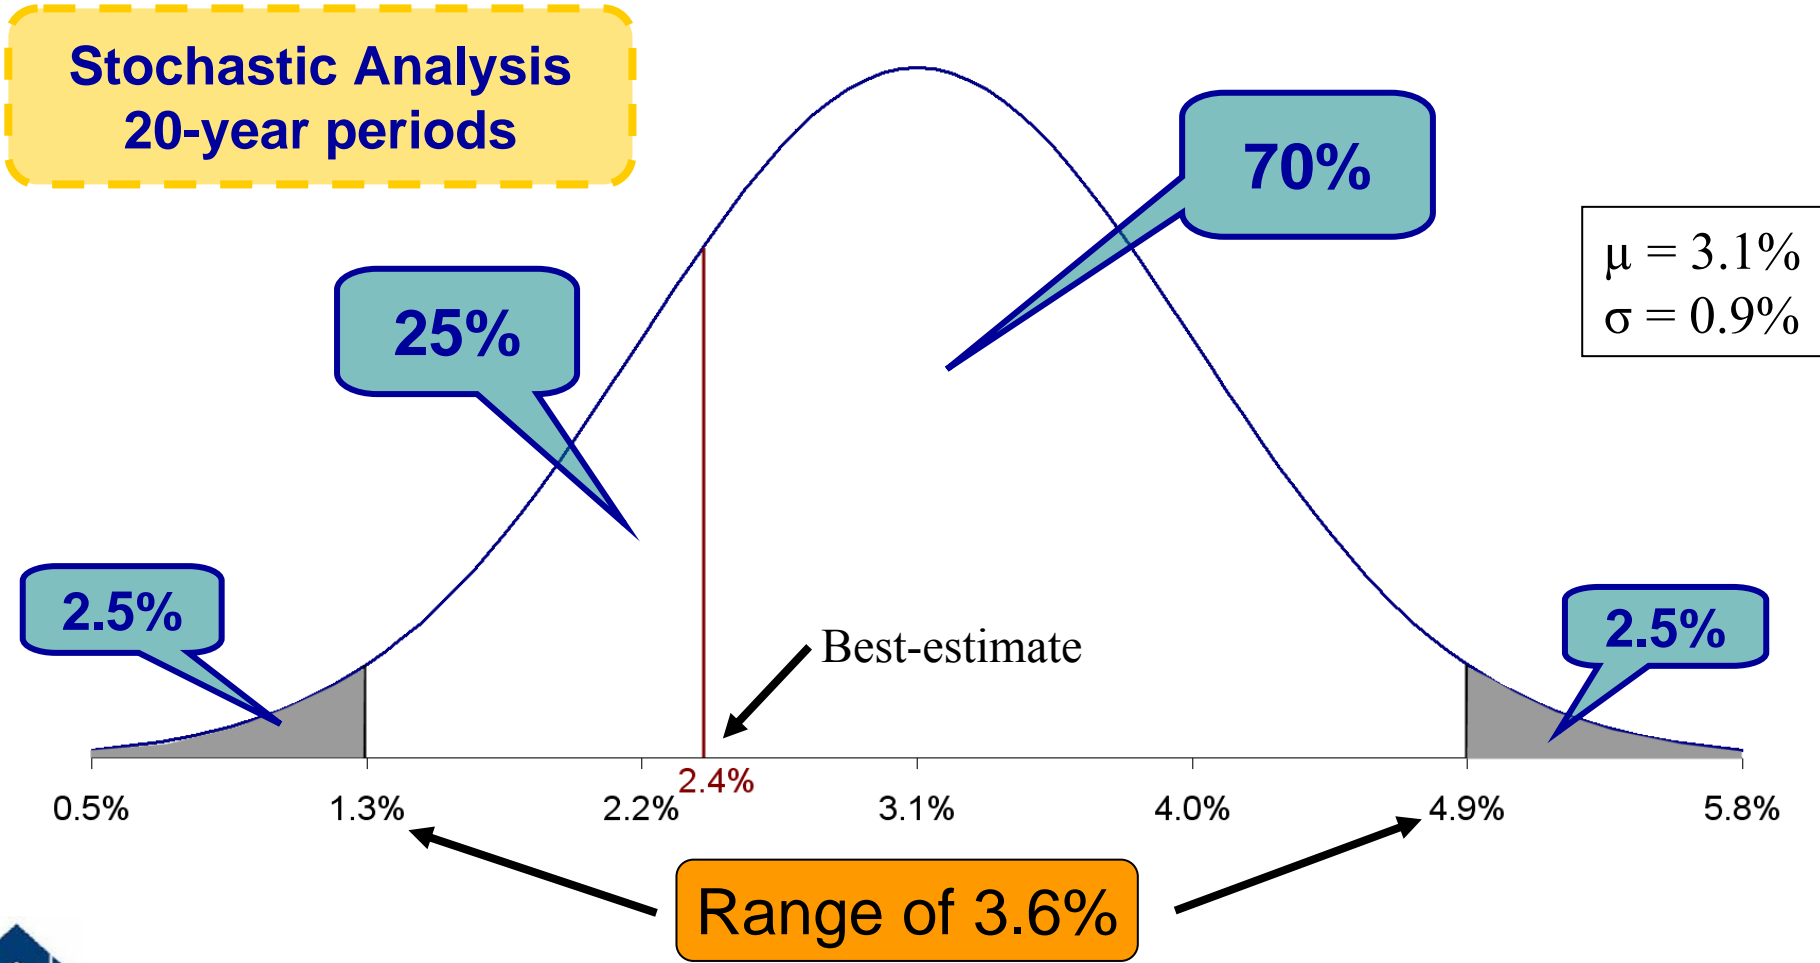 Stochastic Analysis
20-year periods
70%
μ = 3.1%
σ = 0.9%
25%
2.5%
2.5%
Best-estimate
2.4%
0.5% 1.3% 2.2% 3.1% 4.0% 4.9% 5.8%
Range of 3.6%